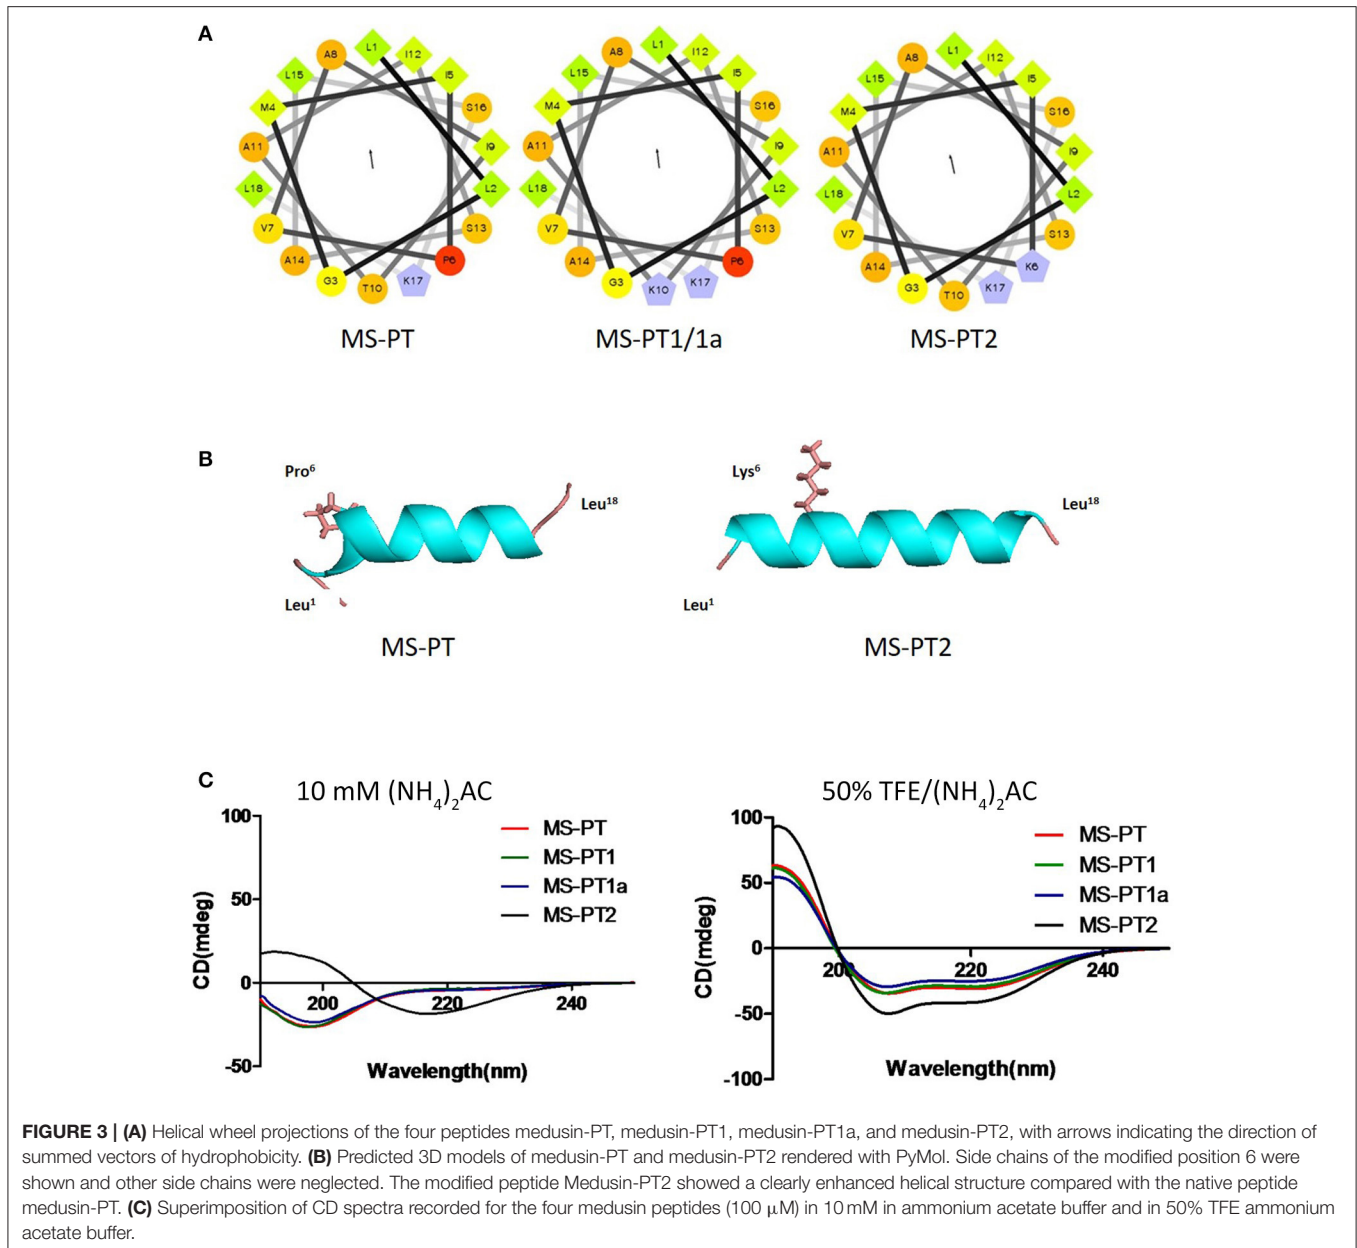 A
L1
L2
G3
M4
I5
P6
V7
A8
I9
T10
A11
I12
S13
A14
L15
S16
K17
L18
MS-PT
L1
L2
G3
M4
I5
P6
V7
A8
I9
K10
A11
I12
S13
A14
L15
S16
K17
L18
MS-PT1/1a
L1
L2
G3
M4
I5
K6
V7
A8
I9
T10
A11
I12
S13
A14
L15
S16
K17
L18
MS-PT2
B
Pro6
Leu18
Leu1
MS-PT
Lys6
Leu18
Leu1
MS-PT2
C
10 mM (NH4)2AC
100
50
0
-50
CD(mdeg)
200
220
240
Wavelength(nm)
MS-PT
MS-PT1
MS-PT1a
MS-PT2
50% TFE/(NH4)2AC
100
50
0
-50
-100
CD(mdeg)
200
220
240
Wavelength(nm)
MS-PT
MS-PT1
MS-PT1a
MS-PT2
FIGURE 3 | (A) Helical wheel projections of the four peptides medusin-PT, medusin-PT1, medusin-PT1a, and medusin-PT2, with arrows indicating the direction of
summed vectors of hydrophobicity. (B) Predicted 3D models of medusin-PT and medusin-PT2 rendered with PyMol. Side chains of the modified position 6 were
shown and other side chains were neglected. The modified peptide Medusin-PT2 showed a clearly enhanced helical structure compared with the native peptide
medusin-PT. (C) Superimposition of CD spectra recorded for the four medusin peptides (100 μM) in 10 mM in ammonium acetate buffer and in 50% TFE ammonium
acetate buffer.